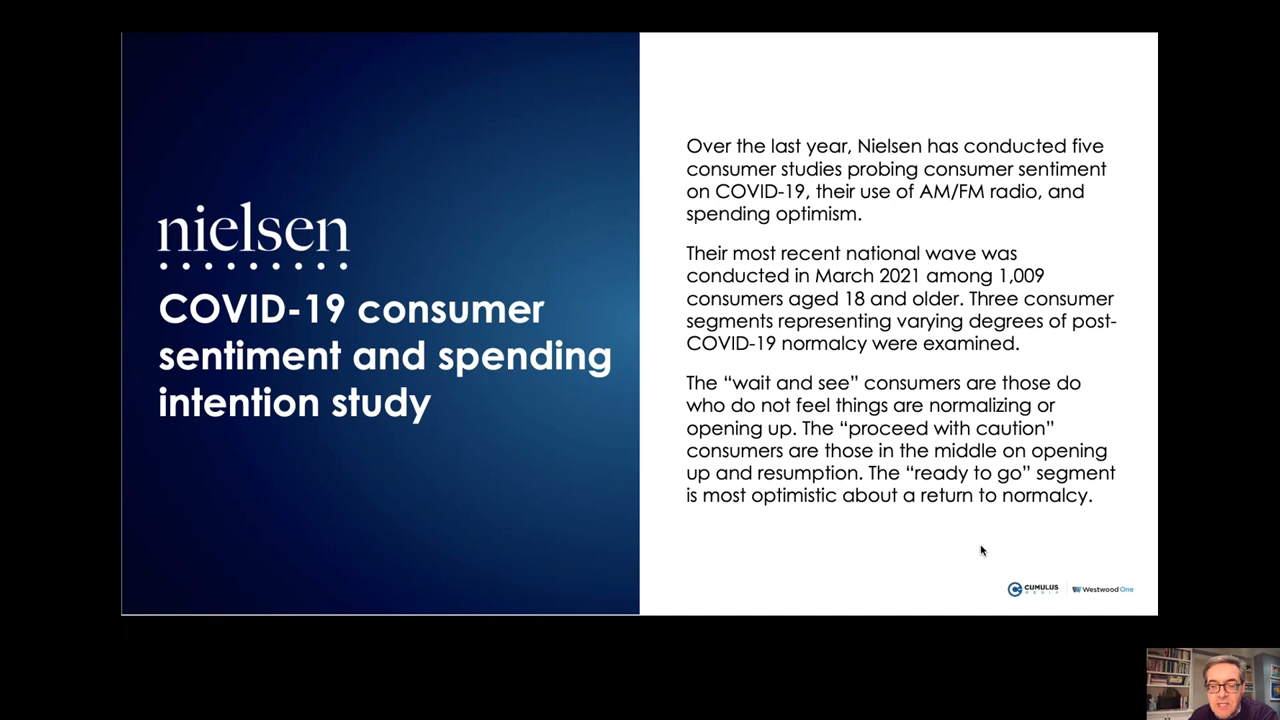 nielsen
COVID-19 consumer
sentiment and spending
intention study
Over the last year, Nielsen has conducted five
consumer studies probing consumer sentiment
on COVID-19, their use of AM/FM radio, and
spending optimism.
Their most recent national wave was
conducted in March 2021 among 1,009
consumers aged 18 and older. Three consumer
segments representing varying degrees of post-
COVID-19 normalcy were examined.
The “wait and see” consumers are those do
who do not feel things are normalizing or
opening up. The “proceed with caution”
consumers are those in the middle on opening
up and resumption. The “ready to go” segment
is most optimistic about a return to normalcy.
CUMULUS
MEDIA
Westwood One